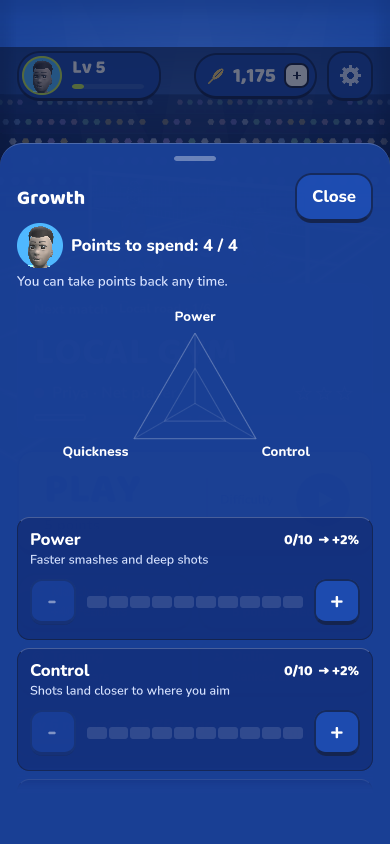 Lv 5
1,175
+
Growth
Close
Points to spend: 4 / 4
You can take points back any time.
Power
Quickness
Control
Power
0/10 → +2%
Faster smashes and deep shots
-
+
Control
0/10 → +2%
Shots land closer to where you aim
-
+